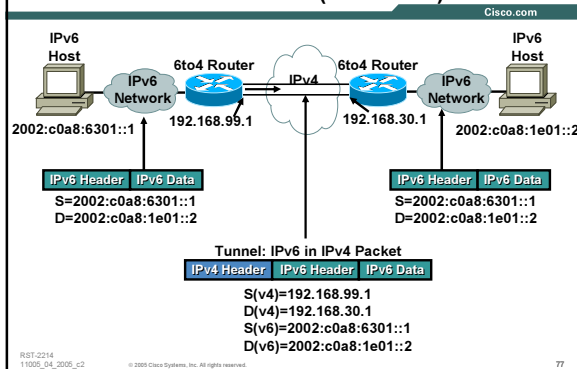 Cisco.com
IPv6
Host
IPv6
Network
6to4 Router
192.168.99.1
IPv4
6to4 Router
192.168.30.1
IPv6
Network
IPv6
Host
2002:c0a8:6301::1
2002:c0a8:1e01::2
IPv6 Header IPv6 Data
S=2002:c0a8:6301::1
D=2002:c0a8:1e01::2
IPv6 Header IPv6 Data
S=2002:c0a8:6301::1
D=2002:c0a8:1e01::2
Tunnel: IPv6 in IPv4 Packet
IPv4 Header IPv6 Header IPv6 Data
S(v4)=192.168.99.1
D(v4)=192.168.30.1
S(v6)=2002:c0a8:6301::1
D(v6)=2002:c0a8:1e01::2
RST-2214
11005_04_2005_c2 © 2005 Cisco Systems, Inc. All rights reserved. 77